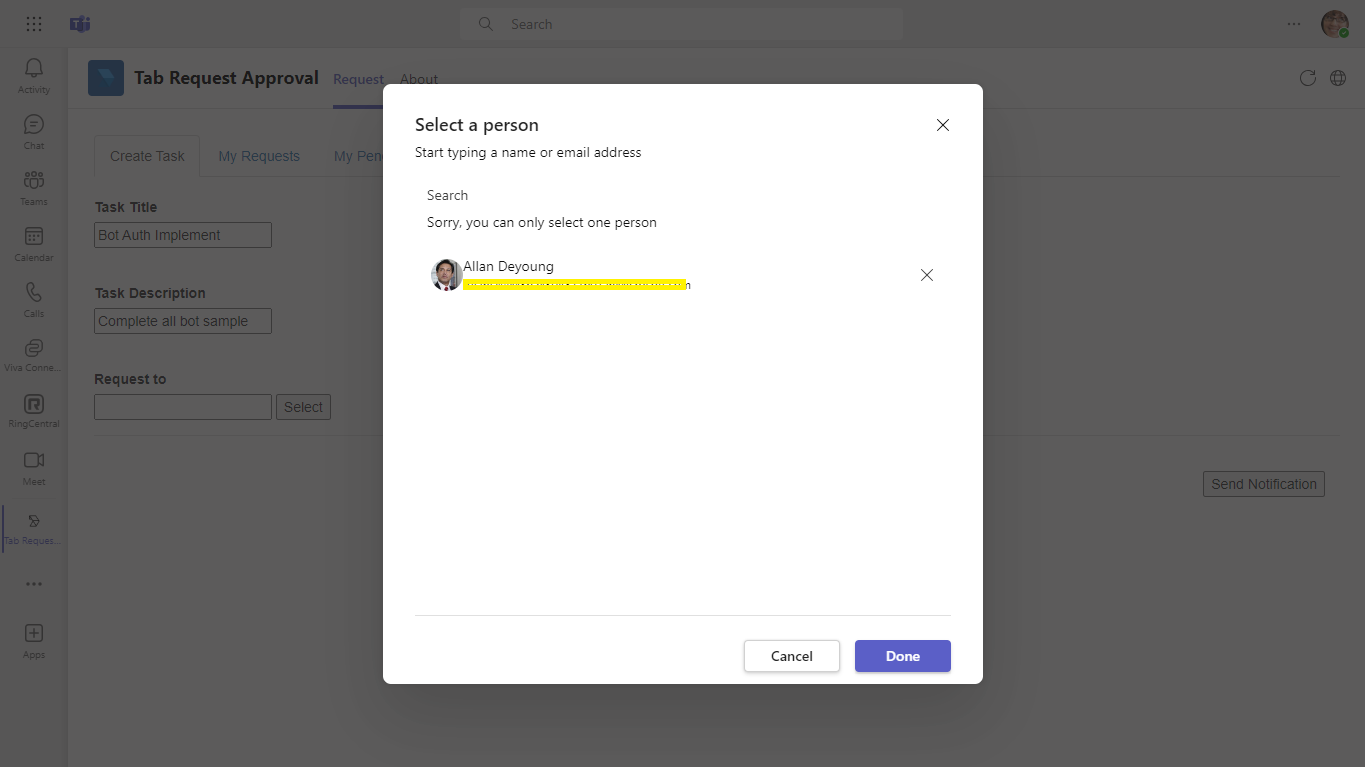 Search
Activity
Chat
Teams
Calendar
Calls
Viva Conne...
RingCentral
Meet
Tab Reques...
Apps
Tab Request Approval
Request
About
Create Task
My Requests
My Pen
Task Title
Bot Auth Implement
Task Description
Complete all bot sample
Request to
Select
Send Notification
Select a person
Start typing a name or email address
Search
Sorry, you can only select one person
Allan Deyoung
Cancel
Done